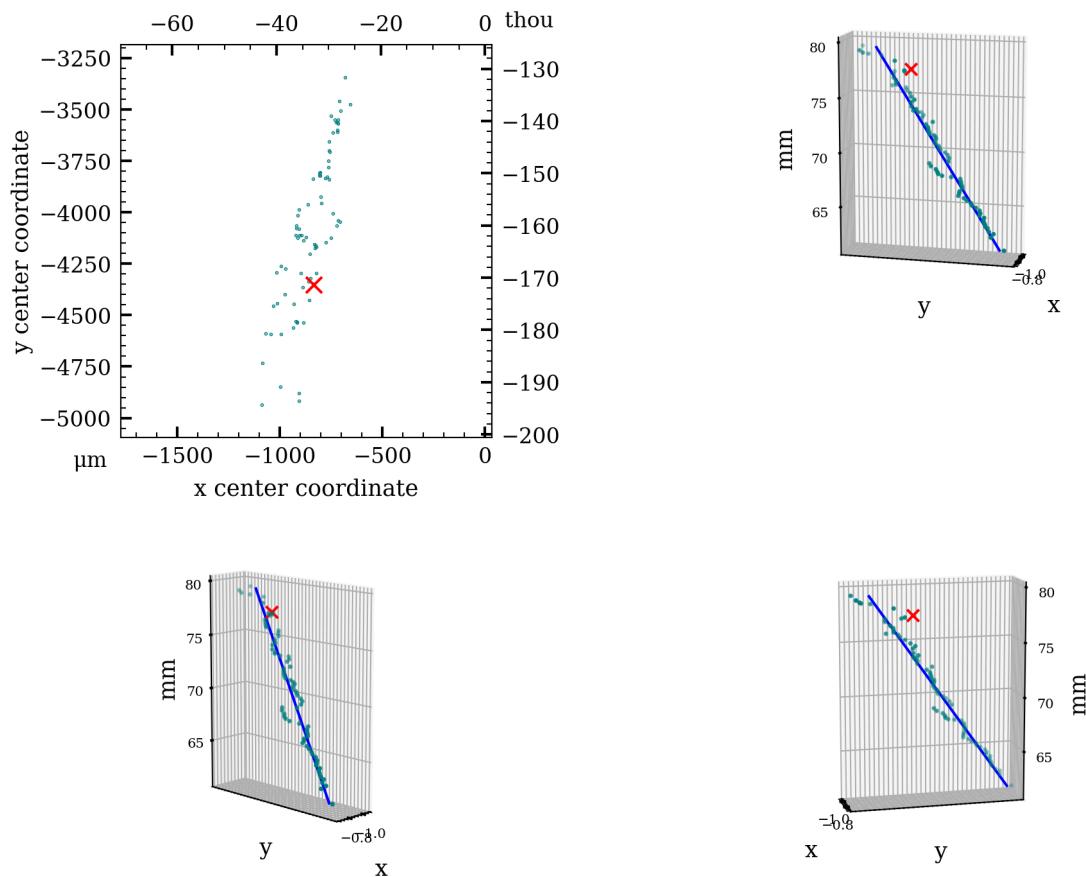 −60 −40 −20 0 thou
−3250
−3500
−3750
−4000
−4250
−4500
−4750
−5000
y center coordinate
−130
−140
−150
−160
−170
−180
−190
−200
μm
−1500 −1000 −500 0
x center coordinate
80
75
70
65
mm
−1.0
−0.8
y
x
80
75
70
65
mm
−0.8
−1.0
y
x
80
75
70
65
mm
−1.0
−0.8
x
y